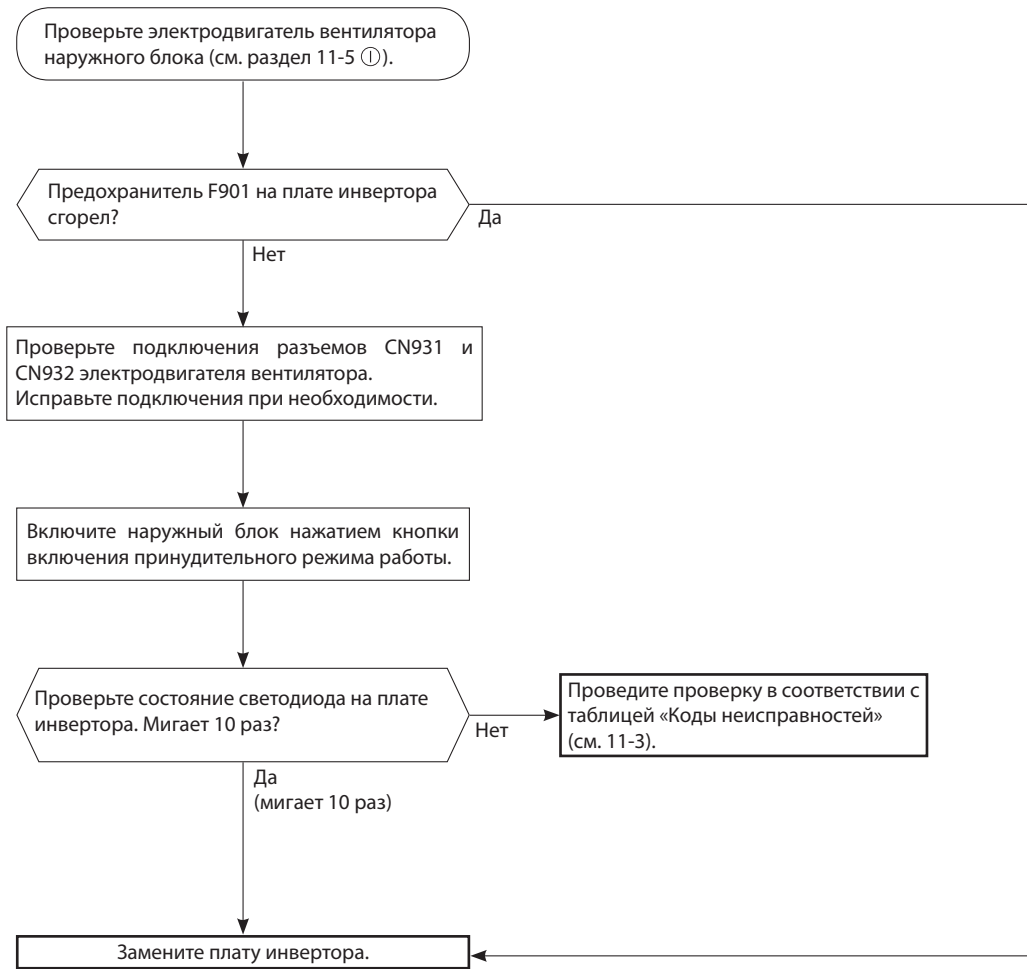 Проверьте электродвигатель вентилятора
наружного блока (см. раздел 11-5 Ⓘ).
Предохранитель F901 на плате инвертора
сгорел?
Да
Нет
Проверьте подключения разъемов CN931 и
CN932 электродвигателя вентилятора.
Исправьте подключения при необходимости.
Включите наружный блок нажатием кнопки
включения принудительного режима работы.
Проверьте состояние светодиода на плате
инвертора. Мигает 10 раз?
Нет
Проведите проверку в соответствии с
таблицей «Коды неисправностей»
(см. 11-3).
Да
(мигает 10 раз)
Замените плату инвертора.